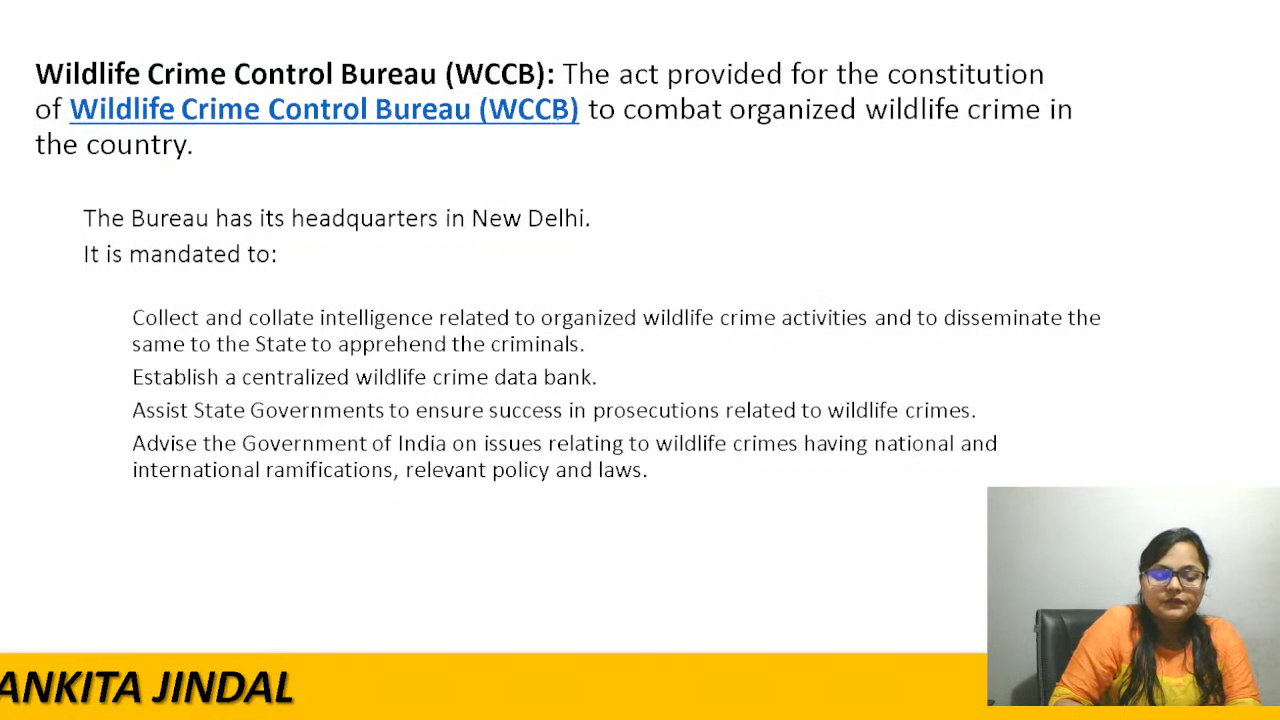 Wildlife Crime Control Bureau (WCCB): The act provided for the constitution
of Wildlife Crime Control Bureau (WCCB) to combat organized wildlife crime in
the country.
The Bureau has its headquarters in New Delhi.
It is mandated to:
Collect and collate intelligence related to organized wildlife crime activities and to disseminate the
same to the State to apprehend the criminals.
Establish a centralized wildlife crime data bank.
Assist State Governments to ensure success in prosecutions related to wildlife crimes.
Advise the Government of India on issues relating to wildlife crimes having national and
international ramifications, relevant policy and laws.
ANKITA JINDAL